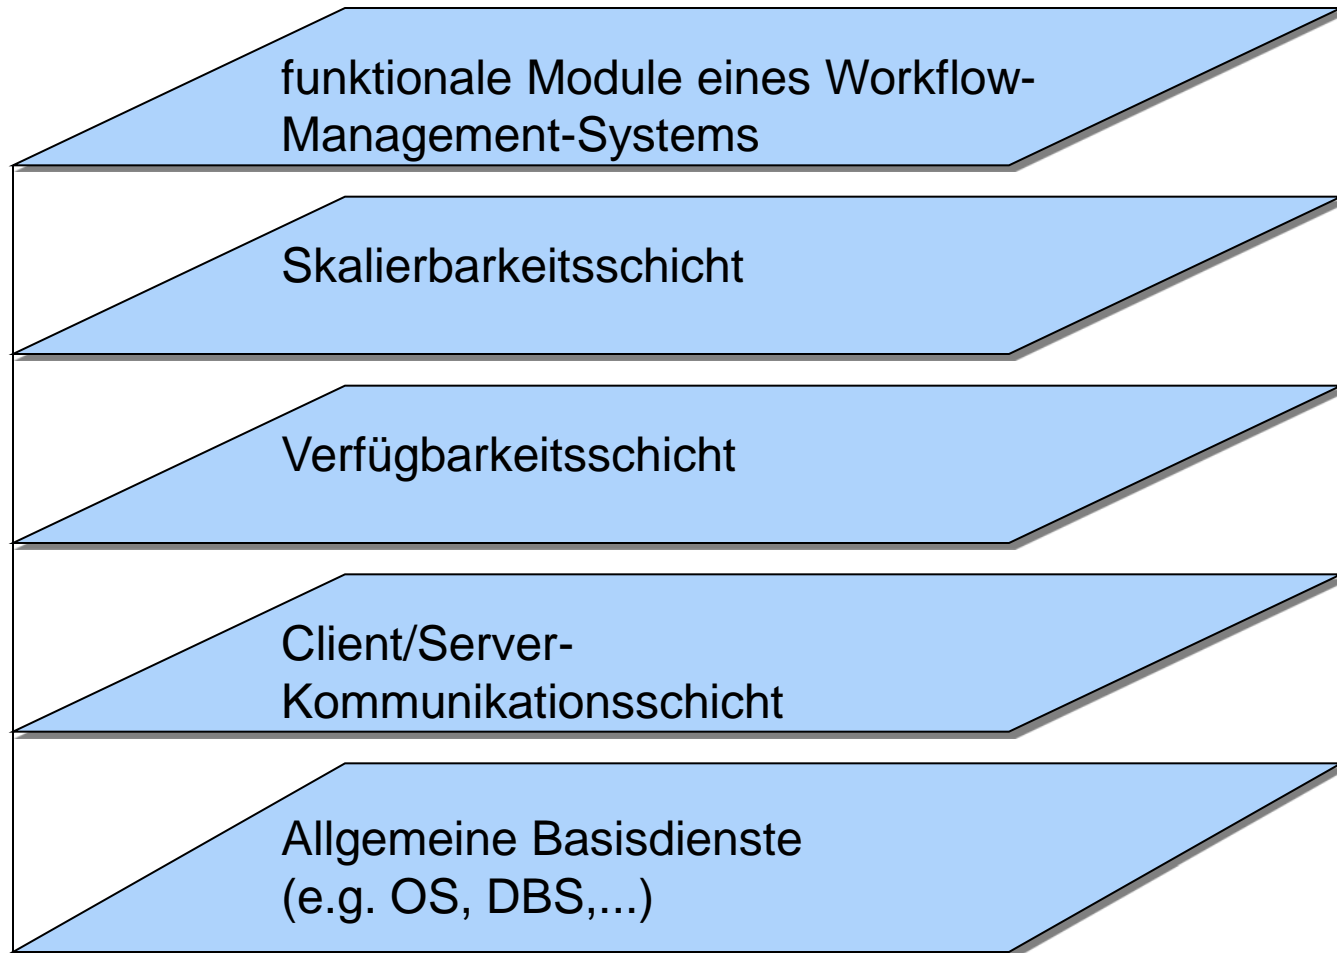 funktionale Module eines Workflow-
Management-Systems
Skalierbarkeitsschicht
Verfügbarkeitsschicht
Client/Server-
Kommunikationsschicht
Allgemeine Basisdienste
(e.g. OS, DBS,...)